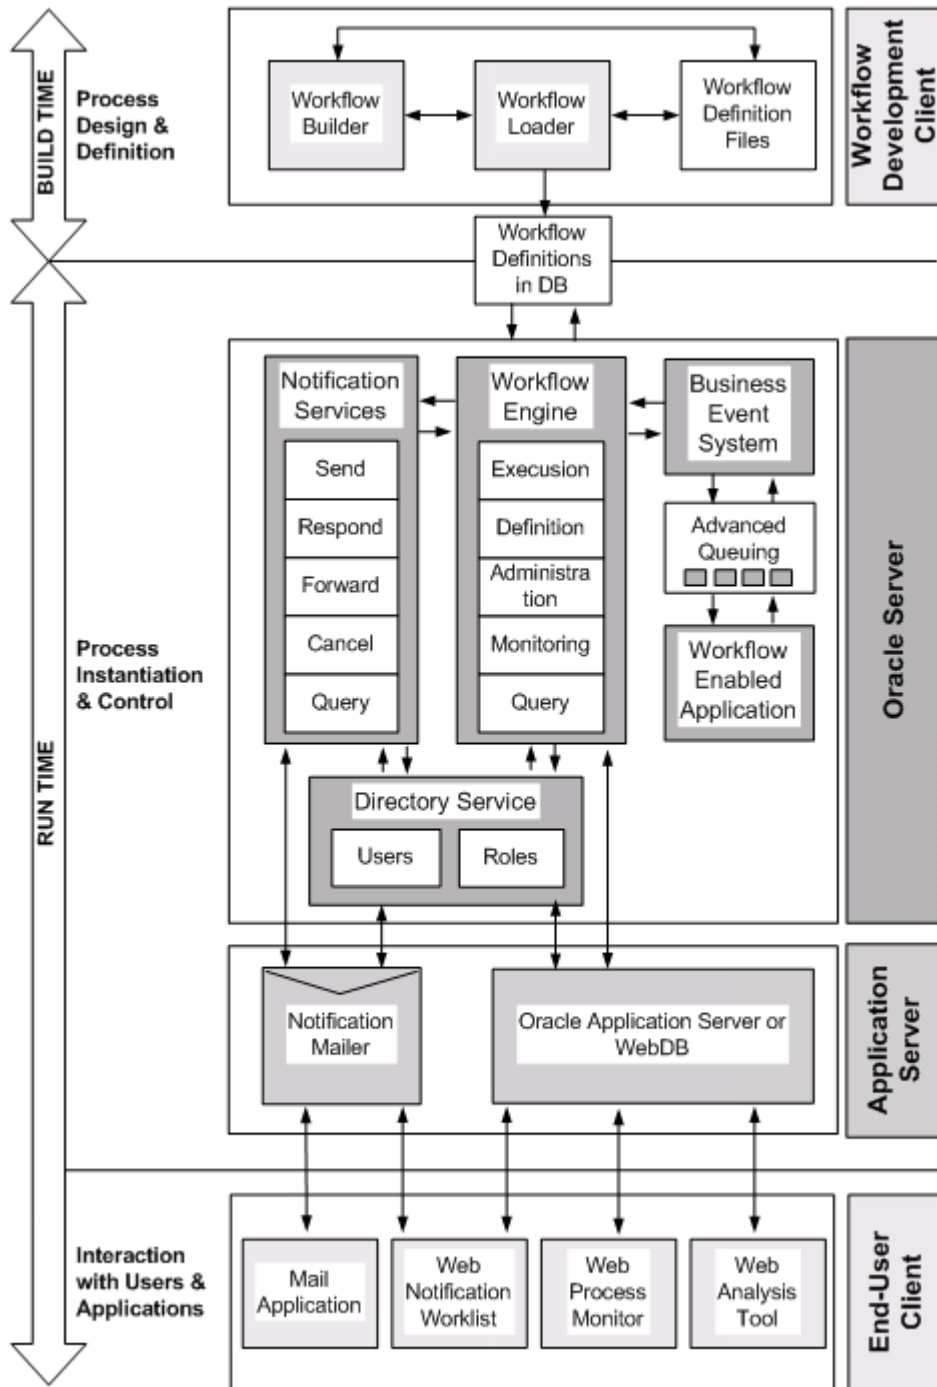 BUILD TIME
Process
Design &
Definition
Workflow
Builder
Workflow
Loader
Workflow
Definition
Files
Workflow
Development
Client
Workflow
Definitions
in DB
RUN TIME
Process
Instantiation
& Control
Notification
Services
Send
Respond
Forward
Cancel
Query
Workflow
Engine
Execusion
Definition
Administra
tion
Monitoring
Query
Business
Event
System
Advanced
Queuing
Workflow
Enabled
Application
Directory Service
Users
Roles
Oracle Server
Notification
Mailer
Oracle Application Server or
WebDB
Application
Server
Interaction
with Users &
Applications
Mail
Application
Web
Notification
Worklist
Web
Process
Monitor
Web
Analysis
Tool
End-User
Client